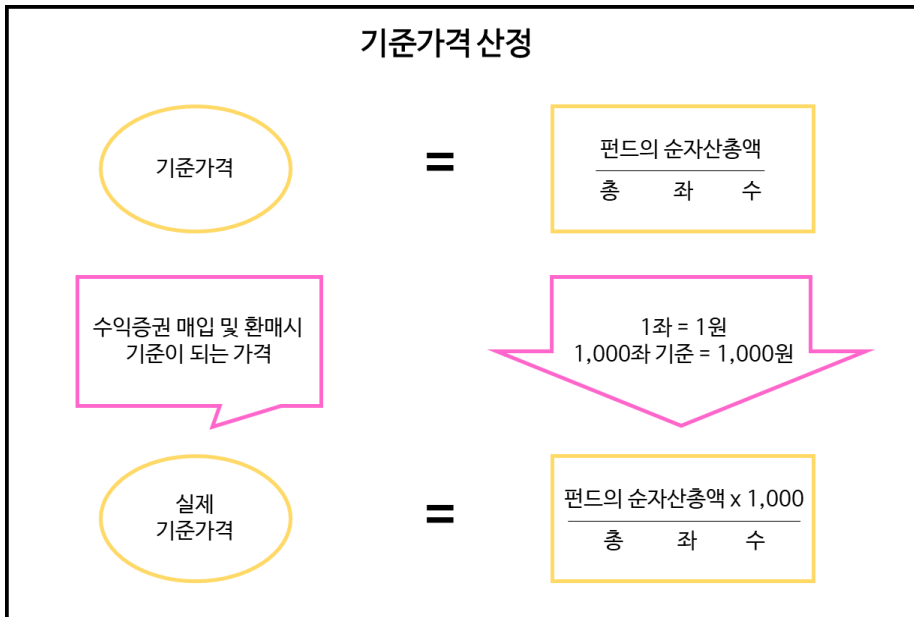 기준가격 산정
기준가격
=
펀드의 순자산총액
총 좌 수
수익증권 매입 및 환매시
기준이 되는 가격
1좌 = 1원
1,000좌 기준 = 1,000원
실제
기준가격
=
펀드의 순자산총액 x 1,000
총 좌 수